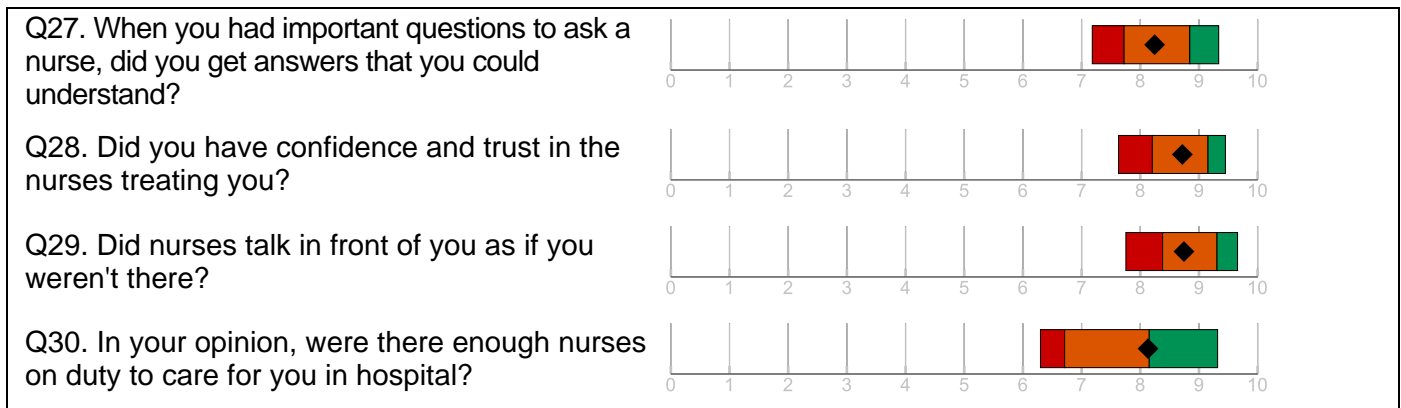 Q27. When you had important questions to ask a
nurse, did you get answers that you could
understand?
0 1 2 3 4 5 6 7 8 9 10
Q28. Did you have confidence and trust in the
nurses treating you?
0 1 2 3 4 5 6 7 8 9 10
Q29. Did nurses talk in front of you as if you
weren't there?
0 1 2 3 4 5 6 7 8 9 10
Q30. In your opinion, were there enough nurses
on duty to care for you in hospital?
0 1 2 3 4 5 6 7 8 9 10